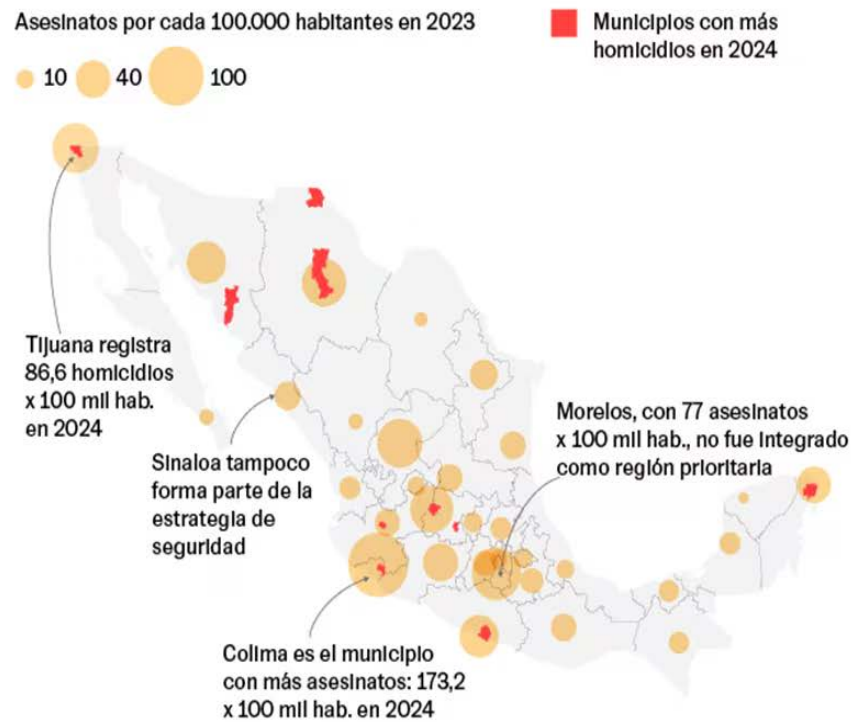 Asesinatos por cada 100.000 habitantes en 2023
10
40
100
Municipios con más
homicidios en 2024
Tijuana registra
86,6 homicidios
x 100 mil hab.
en 2024
Sinaloa tampoco
forma parte de la
estrategia de
seguridad
Morelos, con 77 asesinatos
x 100 mil hab., no fue integrado
como región prioritaria
Colima es el municipio
con más asesinatos: 173,2
x 100 mil hab. en 2024